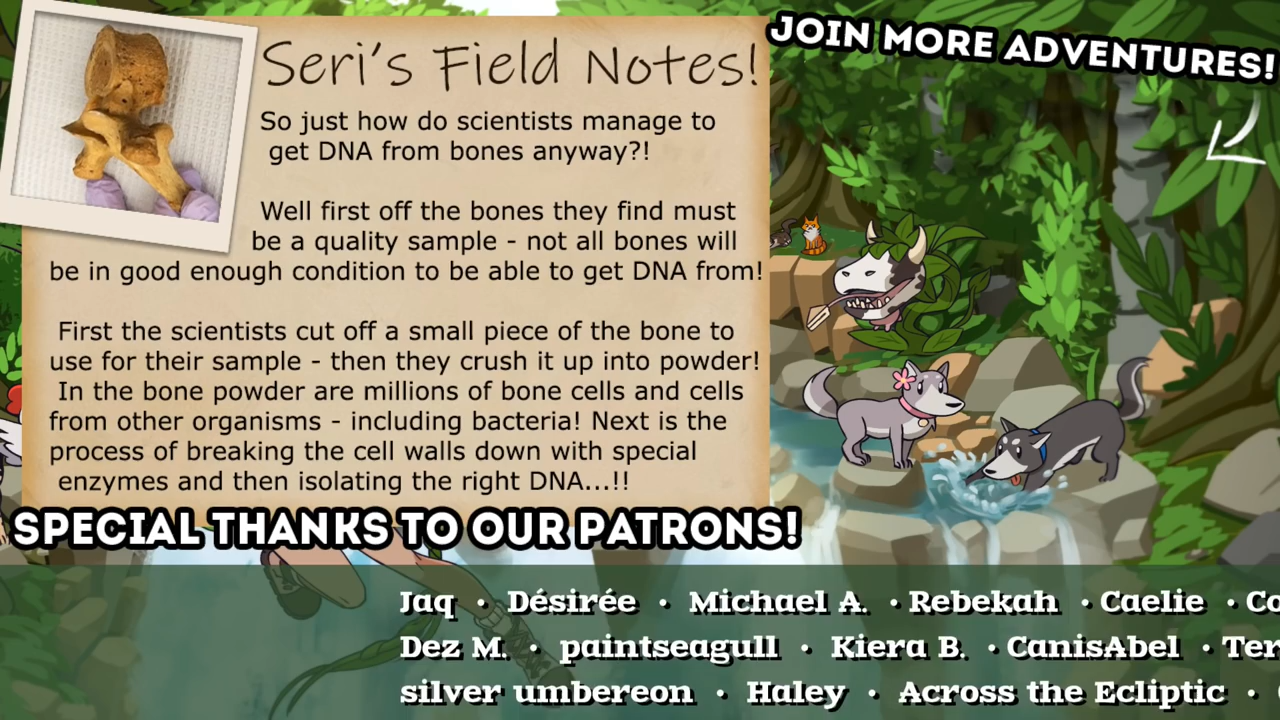 Seri's Field Notes!
So just how do scientists manage to
get DNA from bones anyway?!
Well first off the bones they find must
be a quality sample - not all bones will
be in good enough condition to be able to get DNA from!
First the scientists cut off a small piece of the bone to
use for their sample - then they crush it up into powder!
In the bone powder are millions of bone cells and cells
from other organisms - including bacteria! Next is the
process of breaking the cell walls down with special
enzymes and then isolating the right DNA...!!
JOIN MORE ADVENTURES!
SPECIAL THANKS TO OUR PATRONS!
Jaq · Désirée · Michael A. · Rebekah · Caelie ·
Dez M. · paintseagull · Kiera B. · CanisAbel ·
silver umbereon · Haley · Across the Ecliptic ·